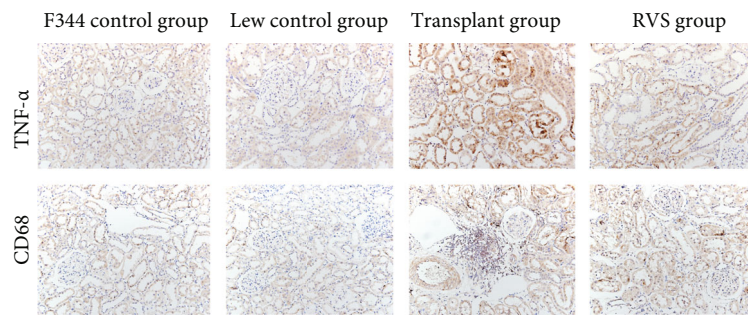 F344 control group Lew control group Transplant group RVS group
TNF-α
CD68